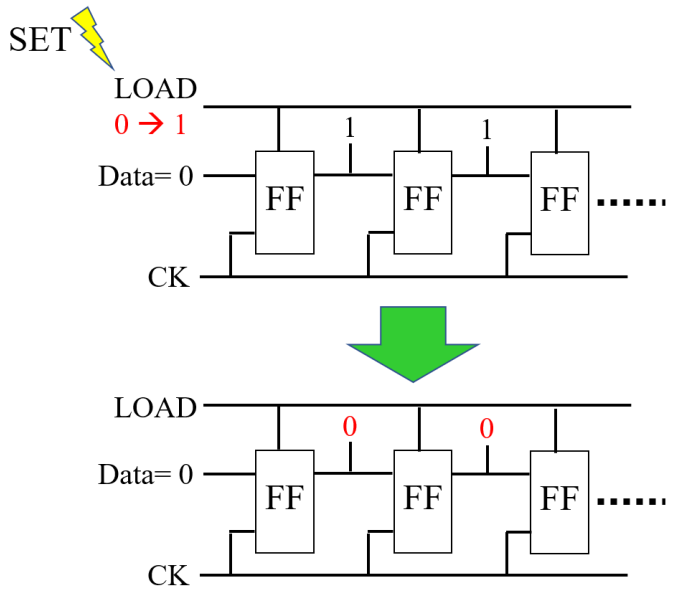 SET
LOAD
0 → 1
1 1
Data= 0
FF FF FF
CK
LOAD
0 0
Data= 0
FF FF FF
CK